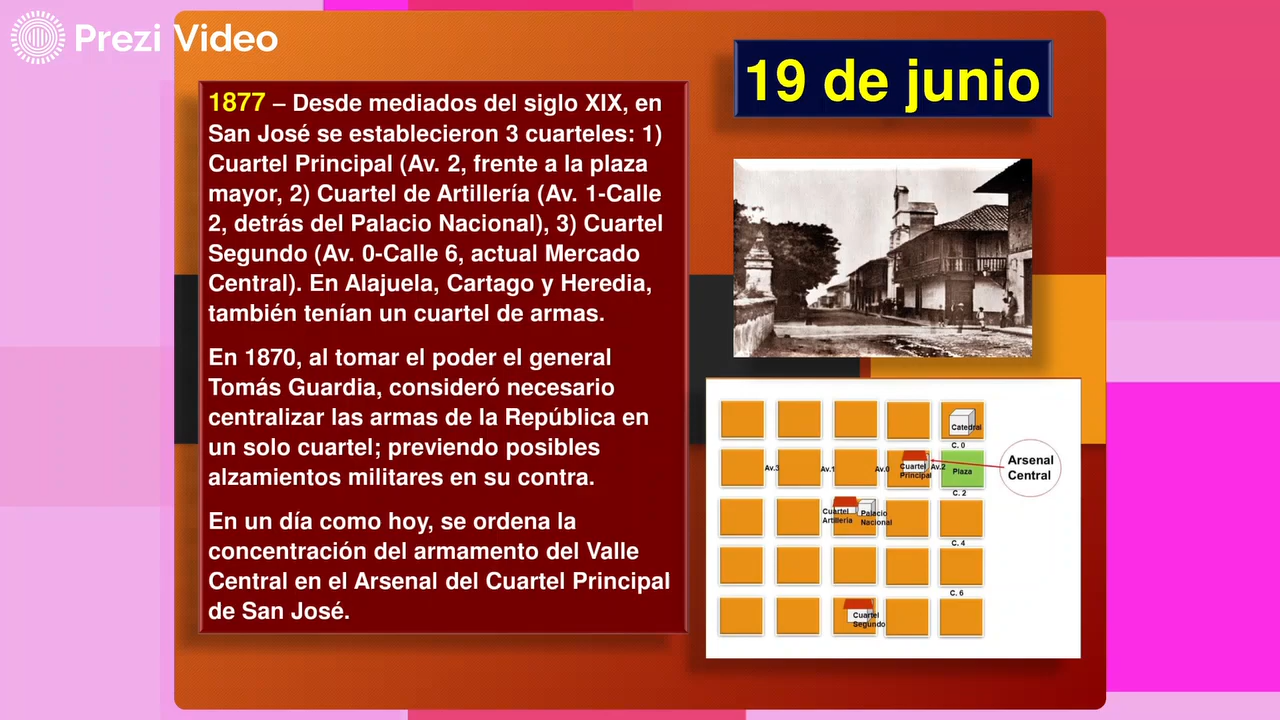 Prezi Video
19 de junio
1877 – Desde mediados del siglo XIX, en
San José se establecieron 3 cuarteles: 1)
Cuartel Principal (Av. 2, frente a la plaza
mayor, 2) Cuartel de Artillería (Av. 1-Calle
2, detrás del Palacio Nacional), 3) Cuartel
Segundo (Av. 0-Calle 6, actual Mercado
Central). En Alajuela, Cartago y Heredia,
también tenían un cuartel de armas.
En 1870, al tomar el poder el general
Tomás Guardia, consideró necesario
centralizar las armas de la República en
un solo cuartel; previendo posibles
alzamientos militares en su contra.
En un día como hoy, se ordena la
concentración del armamento del Valle
Central en el Arsenal del Cuartel Principal
de San José.
Catedral
C. 0
Av.3
Av.1
Av.0
Cuartel
Principal
Av.2
Plaza
Arsenal
Central
C. 2
Cuartel
Artillería
Palacio
Nacional
C. 4
C. 6
Cuartel
Segundo